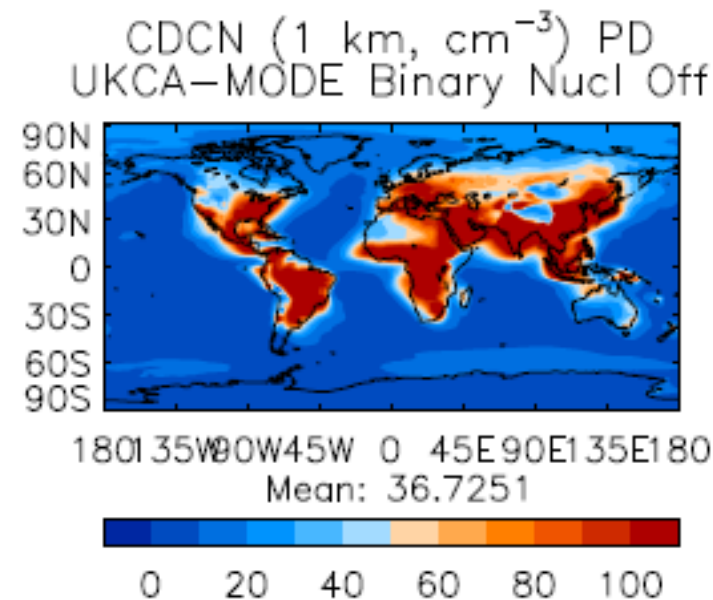 CDCN (1 km, cm⁻³) PD
UKCA–MODE Binary Nucl Off
90N
60N
30N
0
30S
60S
90S
180135W90W45W 0 45E90E135E180
Mean: 36.7251
0 20 40 60 80 100